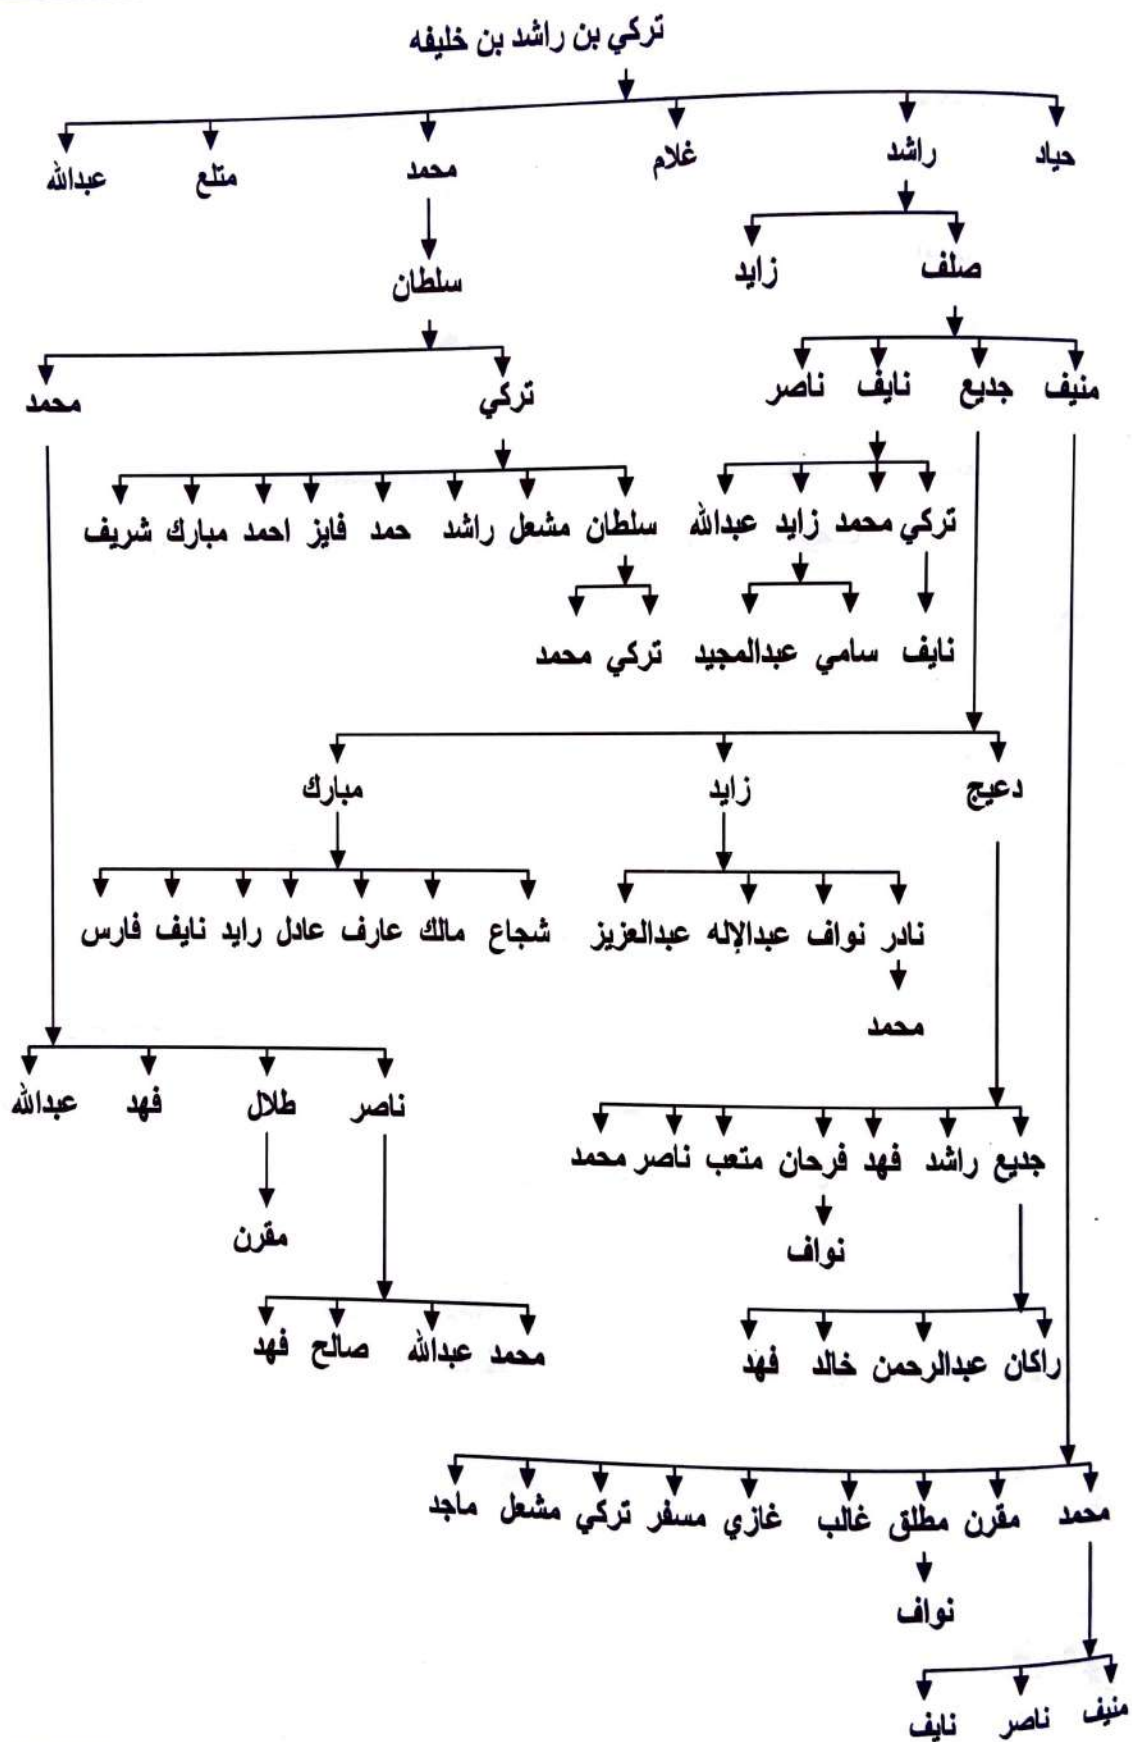 تركي بن راشد بن خليفه
حياد راشد غلام محمد متلع عبدالله
صلف زايد سلطان
منيف جديع نايف ناصر تركي محمد
تركي محمد زايد عبدالله سلطان مشعل راشد حمد فايز احمد مبارك شريف
نايف سامي عبدالمجيد تركي محمد
دعيج زايد مبارك
نادر نواف عبدالإله عبدالعزيز شجاع مالك عارف عادل رايد نايف فارس
محمد
ناصر طلال فهد عبدالله
جديع راشد فهد فرحان متعب ناصر محمد
نواف مقرن
راكان عبدالرحمن خالد فهد محمد عبدالله صالح فهد
محمد مقرن مطلق غالب غازي مسفر تركي مشعل ماجد
نواف
منيف ناصر نايف